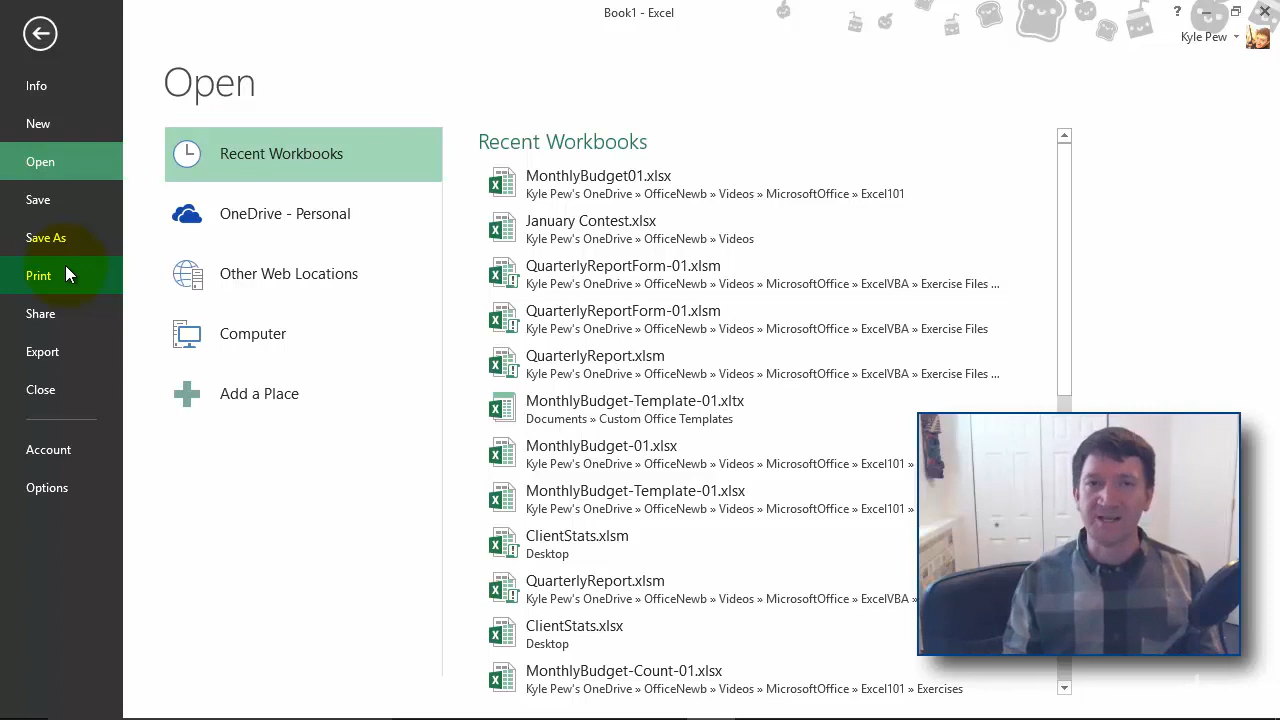 Book1 - Excel
?
Kyle Pew
Info
New
Open
Save
Save As
Print
Share
Export
Close
Account
Options
Open
Recent Workbooks
OneDrive - Personal
Other Web Locations
Computer
Add a Place
Recent Workbooks
MonthlyBudget01.xlsx
Kyle Pew's OneDrive » OfficeNewb » Videos » MicrosoftOffice » Excel101
January Contest.xlsx
Kyle Pew's OneDrive » OfficeNewb » Videos
QuarterlyReportForm-01.xlsm
Kyle Pew's OneDrive » OfficeNewb » Videos » MicrosoftOffice » ExcelVBA » Exercise Files ...
QuarterlyReportForm-01.xlsm
Kyle Pew's OneDrive » OfficeNewb » Videos » MicrosoftOffice » ExcelVBA » Exercise Files
QuarterlyReport.xlsm
Kyle Pew's OneDrive » OfficeNewb » Videos » MicrosoftOffice » ExcelVBA » Exercise Files ...
MonthlyBudget-Template-01.xltx
Documents » Custom Office Templates
MonthlyBudget-01.xlsx
Kyle Pew's OneDrive » OfficeNewb » Videos » MicrosoftOffice » Excel101 »
MonthlyBudget-Template-01.xlsx
Kyle Pew's OneDrive » OfficeNewb » Videos » MicrosoftOffice » Excel101 »
ClientStats.xlsm
Desktop
QuarterlyReport.xlsm
Kyle Pew's OneDrive » OfficeNewb » Videos » MicrosoftOffice » ExcelVBA »
ClientStats.xlsx
Desktop
MonthlyBudget-Count-01.xlsx
Kyle Pew's OneDrive » OfficeNewb » Videos » MicrosoftOffice » Excel101 » Exercises